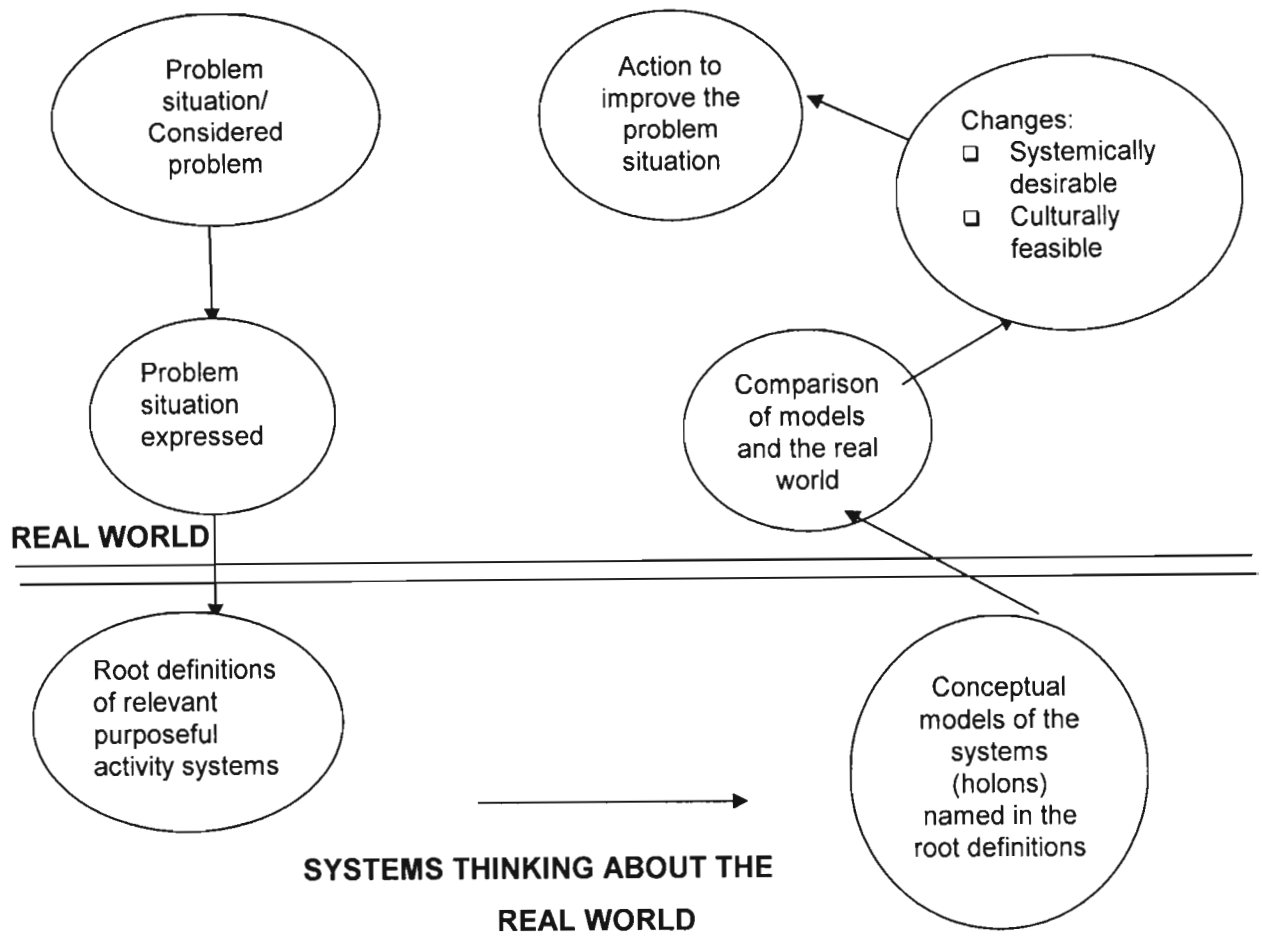 Problem
situation/
Considered
problem
Action to
improve the
problem
situation
Changes:
❑ Systemically
desirable
❑ Culturally
feasible
Problem
situation
expressed
Comparison
of models
and the real
world
REAL WORLD
Root definitions
of relevant
purposeful
activity systems
Conceptual
models of the
systems
(holons)
named in the
root definitions
SYSTEMS THINKING ABOUT THE
REAL WORLD